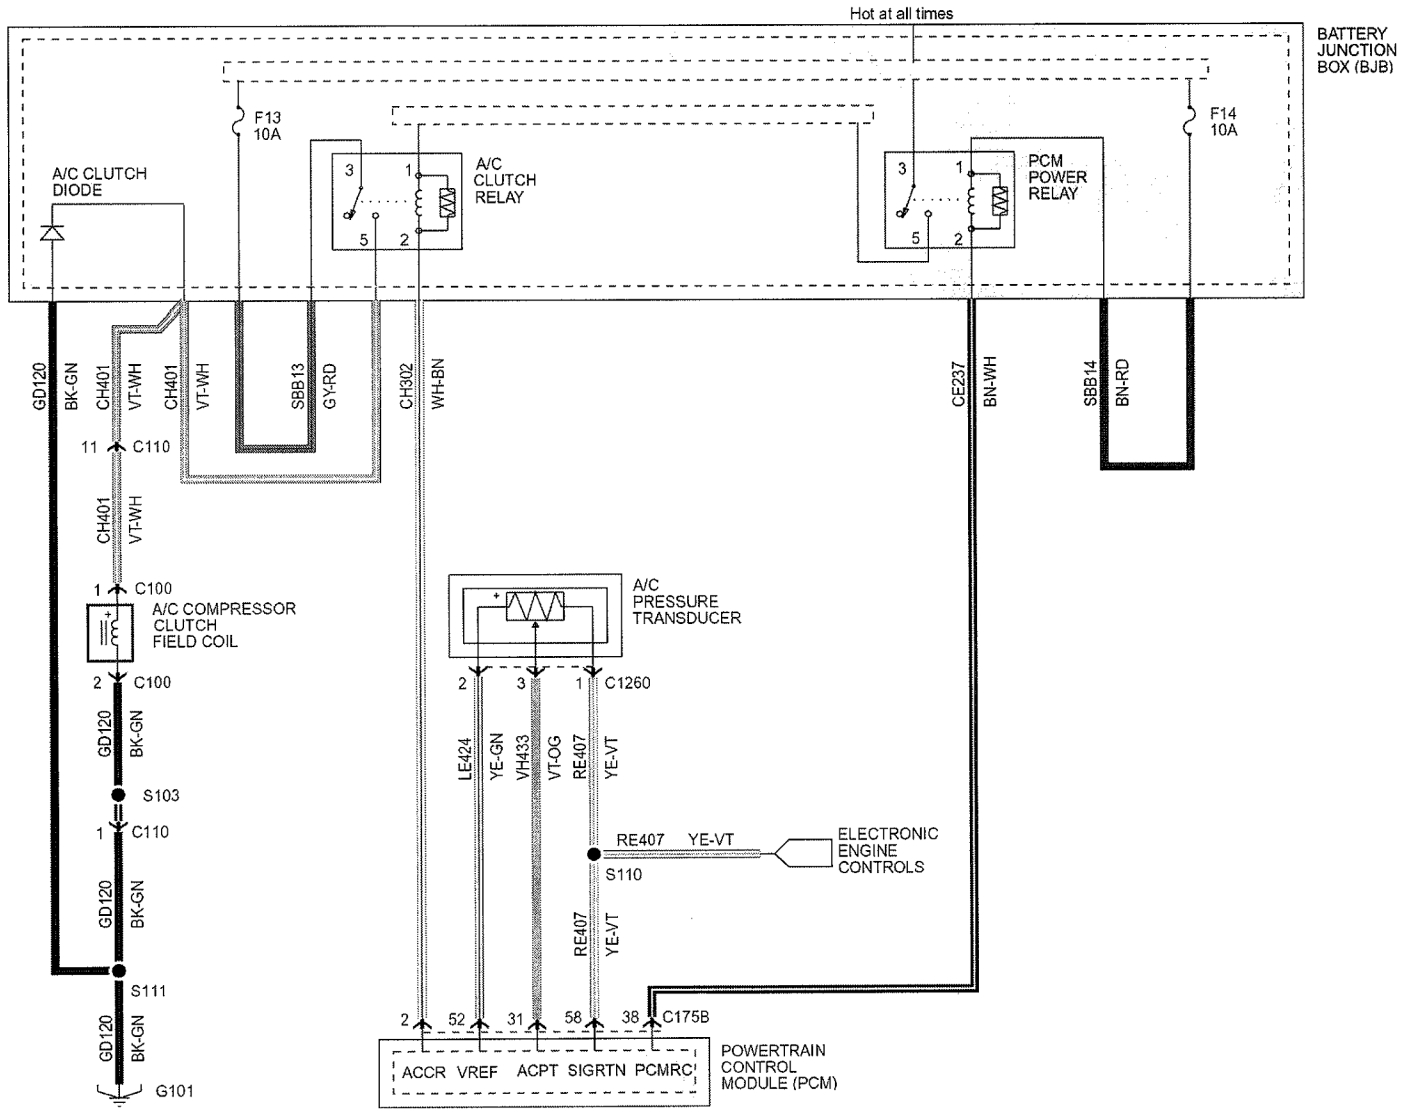 Hot at all times
BATTERY
JUNCTION
BOX (BJB)
F13
10A
F14
10A
A/C CLUTCH
DIODE
3
1
5
2
A/C
CLUTCH
RELAY
3
1
5
2
PCM
POWER
RELAY
GD120
BK-GN
CH401
VT-WH
CH401
VT-WH
SBB13
GY-RD
CH302
WH-BN
CE237
BN-WH
SBB14
BN-RD
11
C110
CH401
VT-WH
1
C100
+
A/C COMPRESSOR
CLUTCH
FIELD COIL
2
C100
+
A/C
PRESSURE
TRANSDUCER
2
3
1
C1260
GD120
BK-GN
LE424
YE-GN
VH433
VT-OG
RE407
YE-VT
S103
1
C110
RE407
YE-VT
ELECTRONIC
ENGINE
CONTROLS
S110
GD120
BK-GN
RE407
YE-VT
S111
GD120
BK-GN
G101
2
52
31
58
38
C175B
ACCR
VREF
ACPT
SIGRTN
PCMRC
POWERTRAIN
CONTROL
MODULE (PCM)